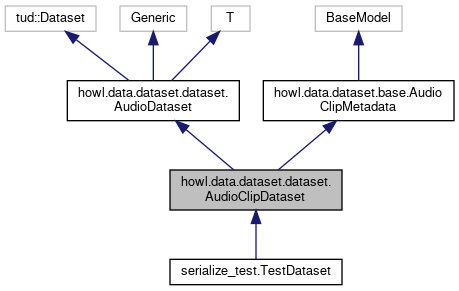 tud::Dataset
Generic
T
BaseModel
howl.data.dataset.dataset.
AudioDataset
howl.data.dataset.base.Audio
ClipMetadata
howl.data.dataset.dataset.
AudioClipDataset
serialize_test.TestDataset